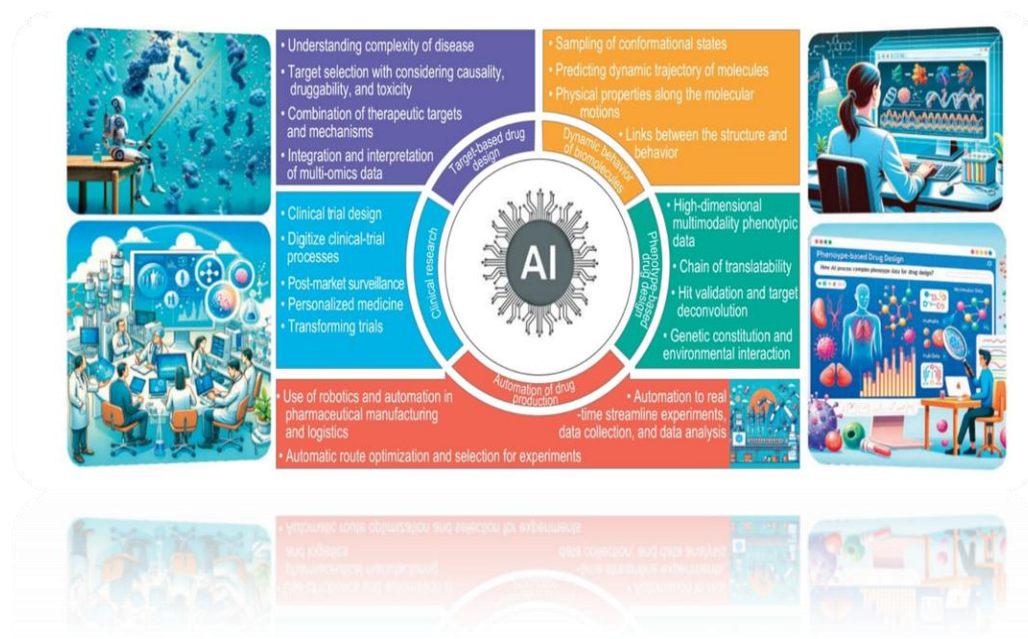 • Understanding complexity of disease
• Target selection with considering causality,
druggability, and toxicity
• Combination of therapeutic targets
and mechanisms
• Integration and interpretation
of multi-omics data
• Sampling of conformational states
• Predicting dynamic trajectory of molecules
• Physical properties along the molecular
motions
• Links between the structure and
behavior
Target-based drug
design
Dynamic behavior
of biomolecules
• Clinical trial design
• Digitize clinical-trial
processes
• Post-market surveillance
• Personalized medicine
• Transforming trials
Clinical research
AI
Phenotype-based
drug design
• High-dimensional
multimodality phenotypic
data
• Chain of translatability
• Hit validation and target
deconvolution
• Genetic constitution and
environmental interaction
Automation of drug
production
• Use of robotics and automation in
pharmaceutical manufacturing
and logistics
• Automatic route optimization and selection for experiments
• Automation to real
-time streamline experiments,
data collection, and data analysis
Phenoype-based Drug Design
How AI process complex phenotype data for drug design?